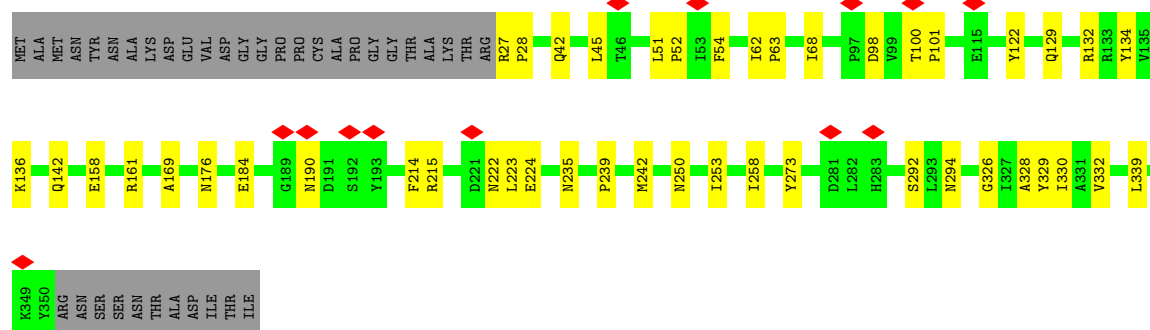 MET ALA MET ASN TYR ASN ALA LYS ASP GLU VAL ASP GLY GLY PRO PRO CYS ALA PRO GLY GLY THR ALA LYS THR ARG R27 P28 Q42 L45 T46 L51 P52 I53 F54 I62 P63 I68 P97 D98 V99 T100 P101 E115 Y122 Q129 R132 R133 Y134 V135
K136 Q142 E158 R161 A169 N176 E184 G189 N190 D191 S192 Y193 F214 R215 D221 N222 L223 E224 N235 P239 M242 N250 I253 I258 Y273 D281 L282 H283 S292 L293 N294 G326 I327 A328 Y329 I330 A331 V332 L339
K349 Y350 ARG ASN SER SER ASN THR ALA ASP ILE THR ILE